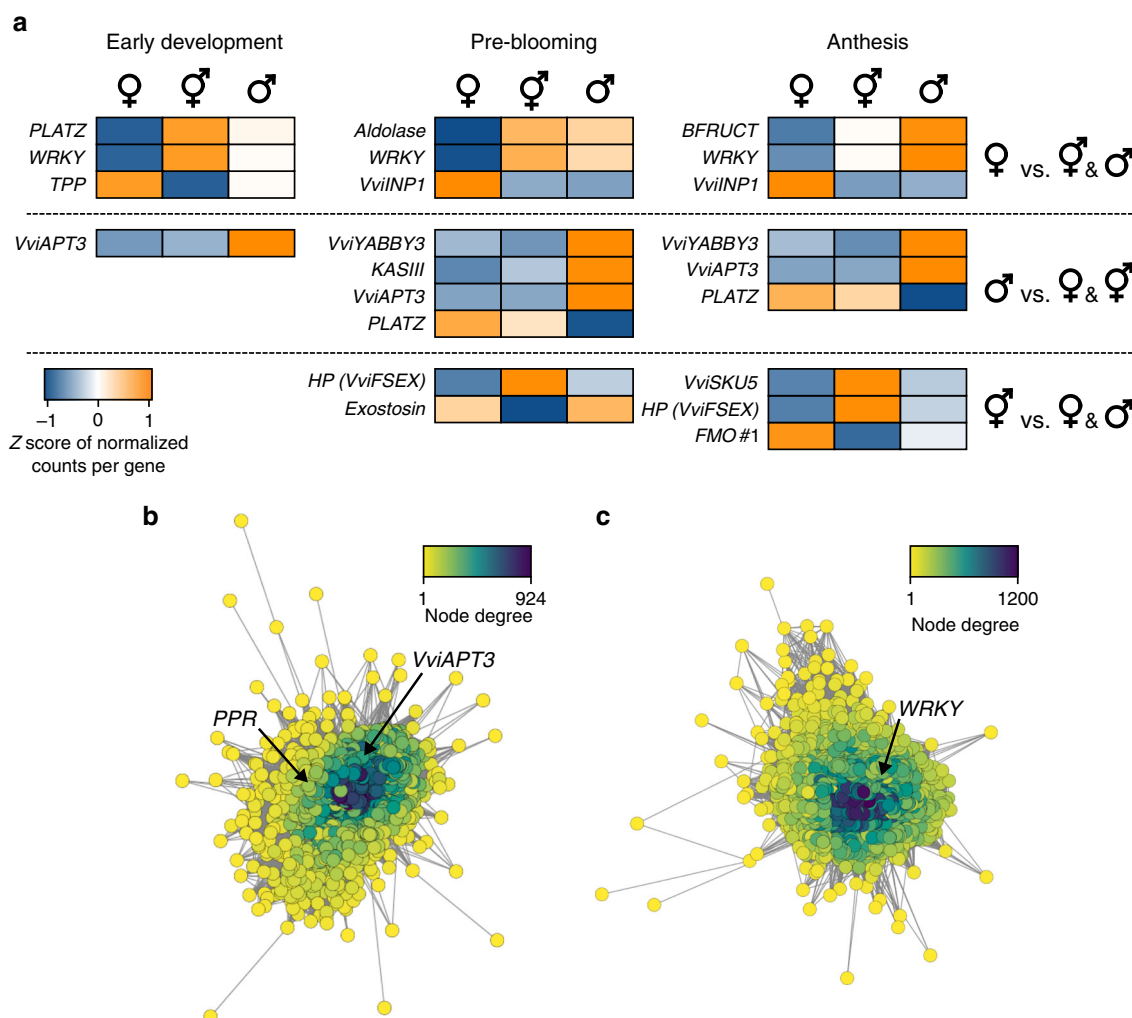 a
Early development Pre-blooming Anthesis
♀ ⚥ ♂ ♀ ⚥ ♂ ♀ ⚥ ♂
PLATZ Aldolase BFRUCT
WRKY WRKY WRKY
TPP VviINP1 VviINP1
♀ vs. ⚥ & ♂
VviAPT3 VviYABBY3 VviYABBY3
KASIII VviAPT3
VviAPT3 PLATZ
PLATZ
♂ vs. ♀ & ⚥
HP (VviFSEX) VviSKU5
Exostosin HP (VviFSEX)
FMO #1
⚥ vs. ♀ & ♂
−1 0 1
Z score of normalized
counts per gene
b
1 924
Node degree
VviAPT3
PPR
c
1 1200
Node degree
WRKY